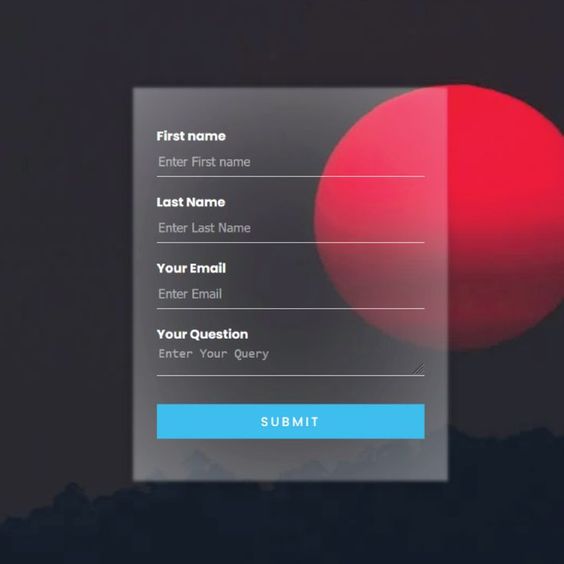 First name
Enter First name
Last Name
Enter Last Name
Your Email
Enter Email
Your Question
Enter Your Query
SUBMIT